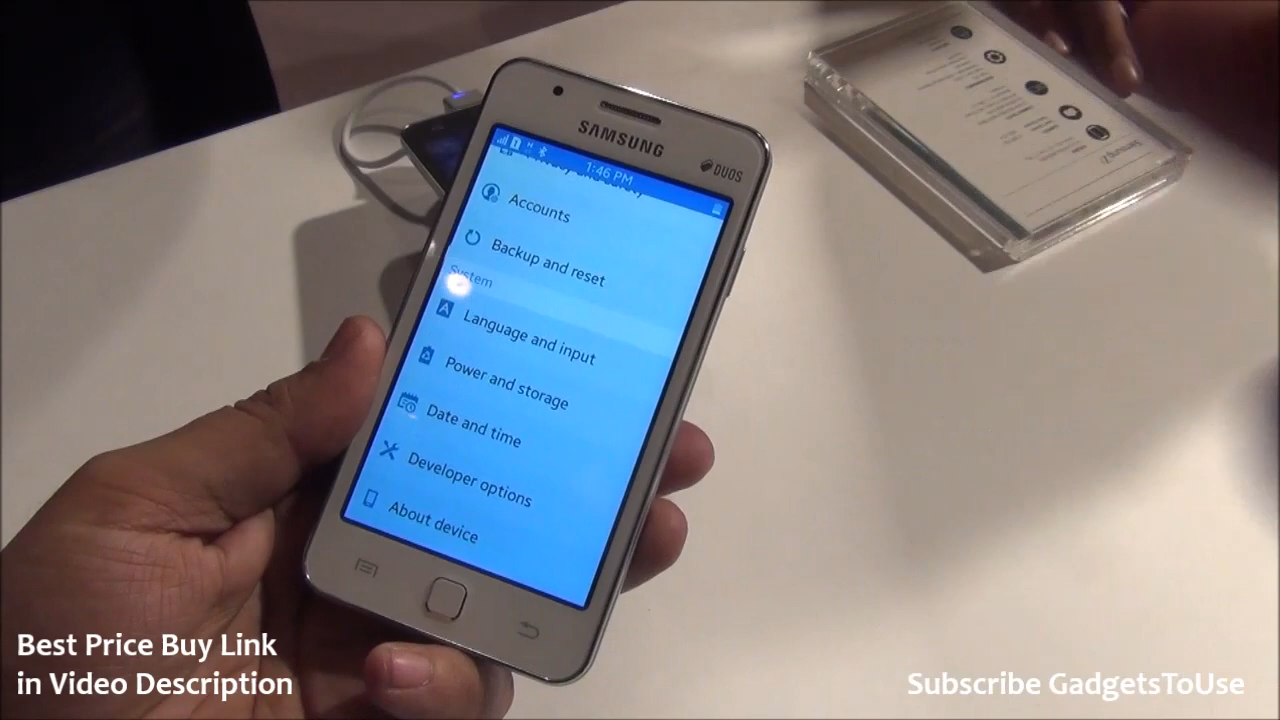 SAMSUNG
DUOS
1:46 PM
Accounts
Backup and reset
System
Language and input
Power and storage
Date and time
Developer options
About device
Best Price Buy Link
in Video Description
Subscribe GadgetsToUse